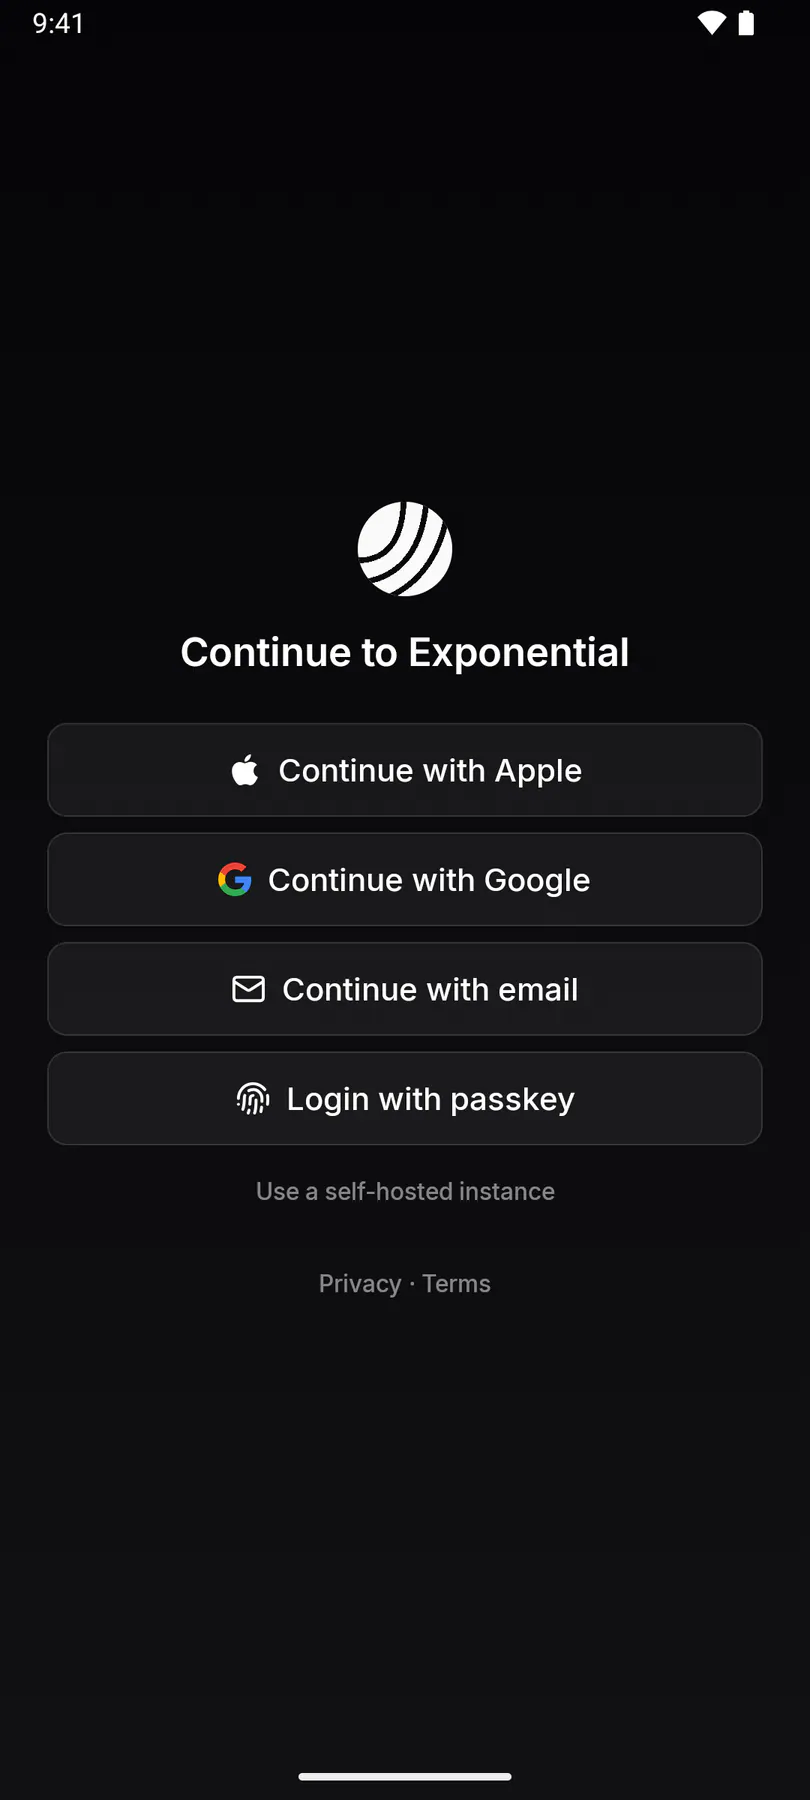 9:41
Continue to Exponential
Continue with Apple
Continue with Google
Continue with email
Login with passkey
Use a self-hosted instance
Privacy · Terms